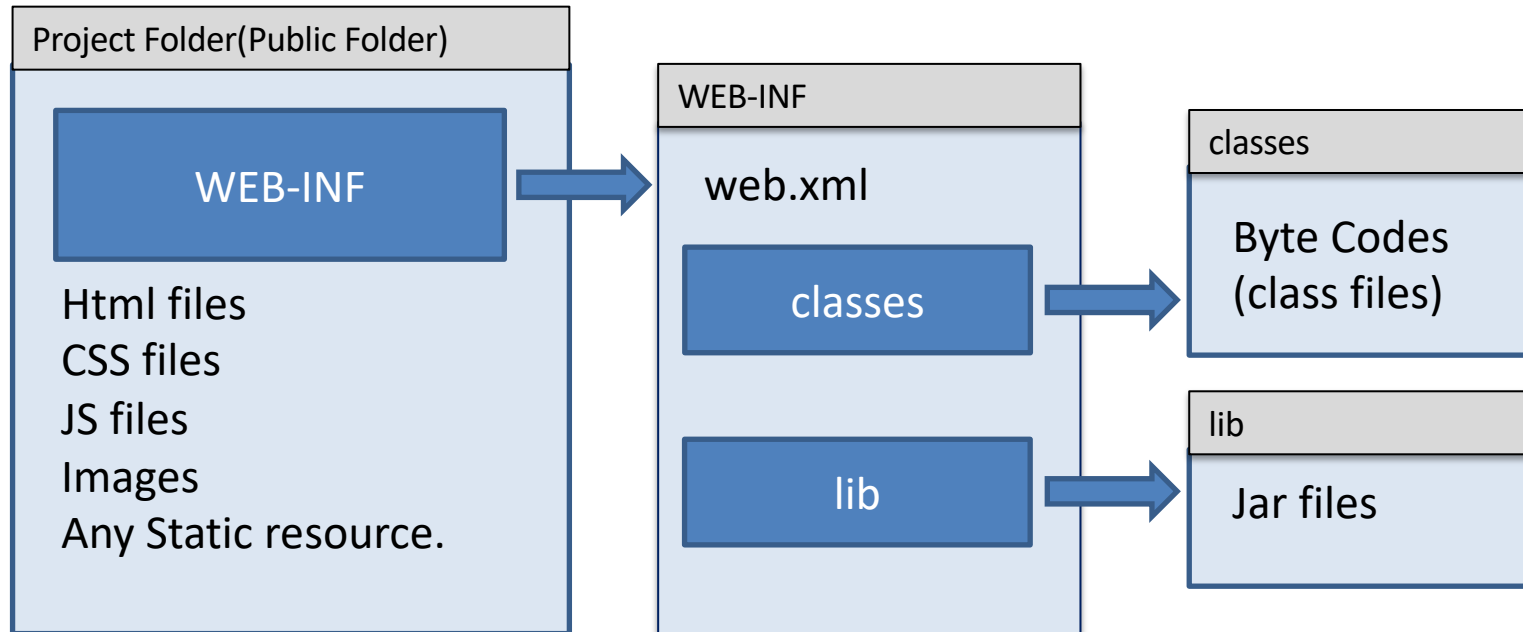 Project Folder(Public Folder)
WEB-INF
Html files
CSS files
JS files
Images
Any Static resource.
WEB-INF
web.xml
classes
lib
classes
Byte Codes
(class files)
lib
Jar files